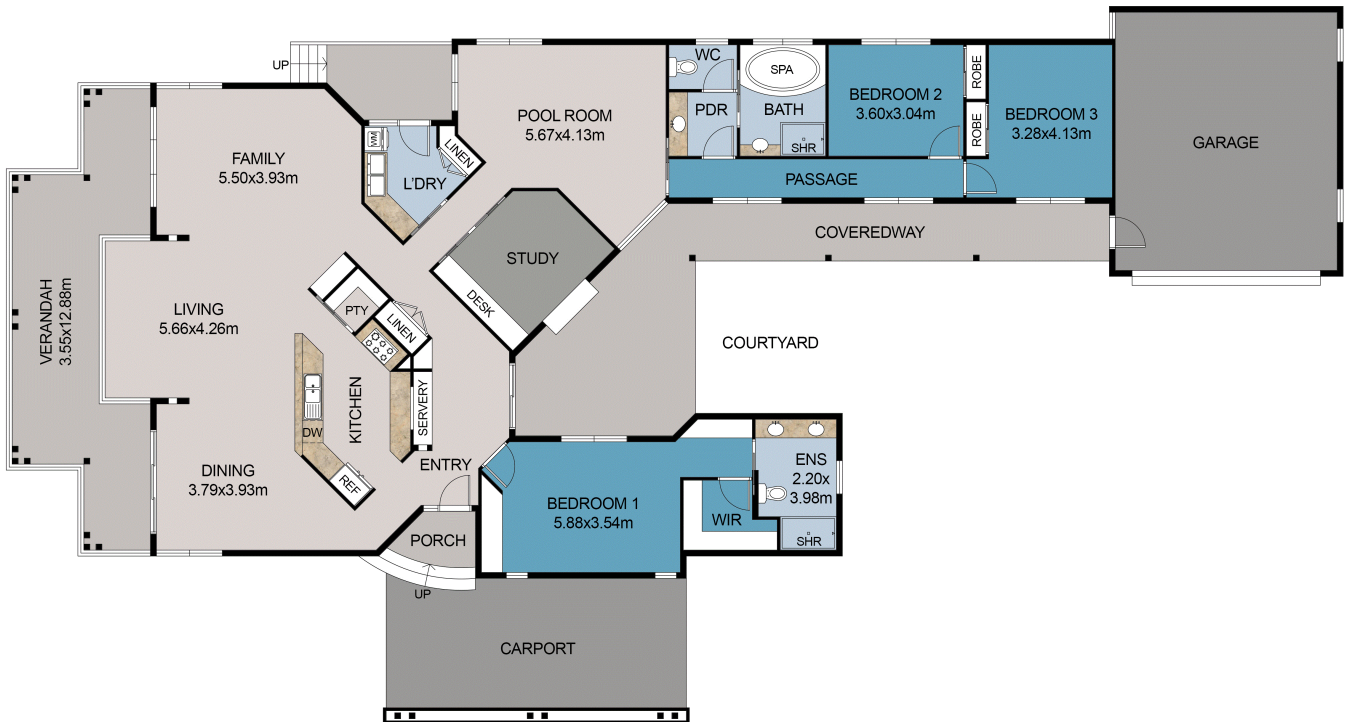 UP
FAMILY
5.50x3.93m
WM
L'DRY
LINEN
POOL ROOM
5.67x4.13m
WC
PDR
SPA
BATH
SHR
BEDROOM 2
3.60x3.04m
ROBE
ROBE
BEDROOM 3
3.28x4.13m
PASSAGE
GARAGE
COVEREDWAY
STUDY
DESK
VERANDAH
3.55x12.88m
LIVING
5.66x4.26m
PTY
LINEN
KITCHEN
SERVERY
DW
REF
COURTYARD
DINING
3.79x3.93m
ENTRY
PORCH
UP
BEDROOM 1
5.88x3.54m
WIR
ENS
2.20x
3.98m
SHR
CARPORT